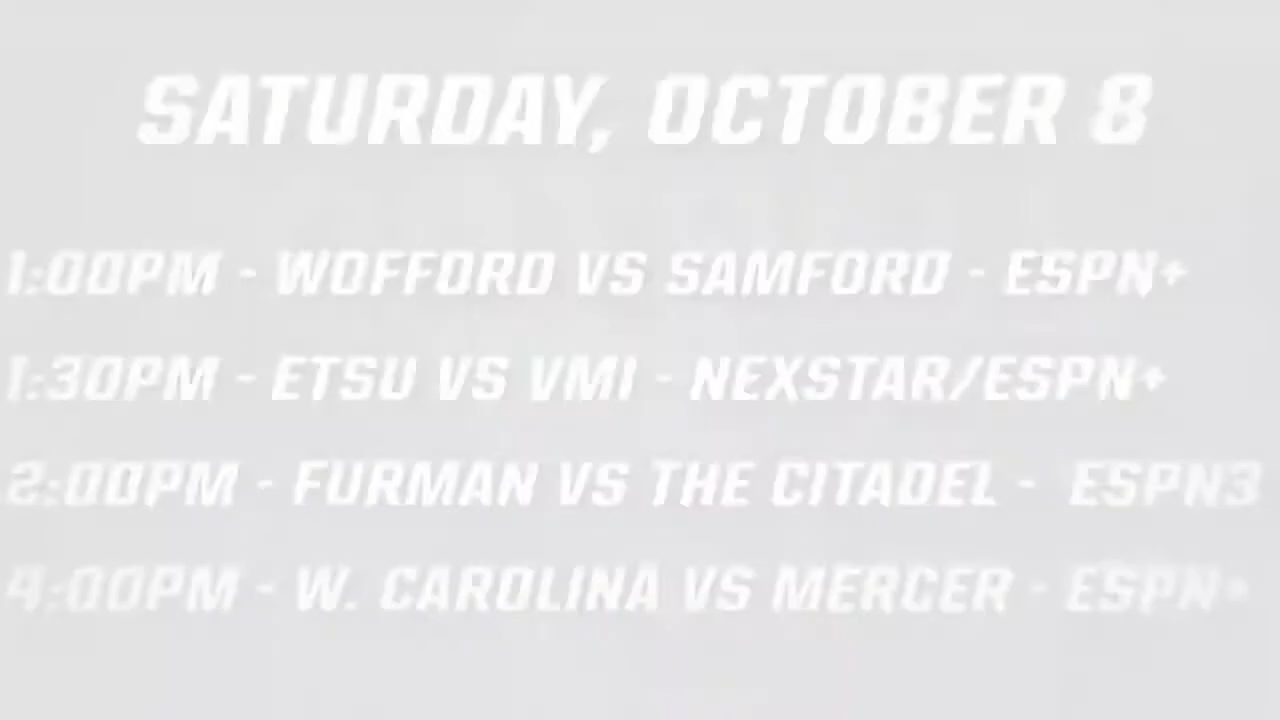 SATURDAY, OCTOBER 8
1:00PM - WOFFORD VS SAMFORD - ESPN+
1:30PM - ETSU VS VMI - NEXSTAR/ESPN+
2:00PM - FURMAN VS THE CITADEL - ESPN3
4:00PM - W. CAROLINA VS MERCER - ESPN+